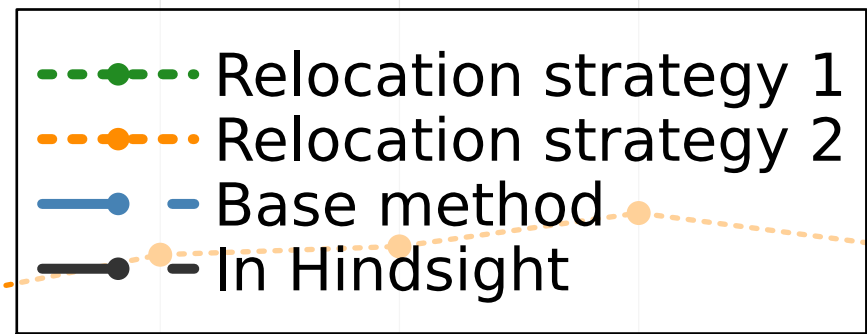 Relocation strategy 1
Relocation strategy 2
Base method
In Hindsight